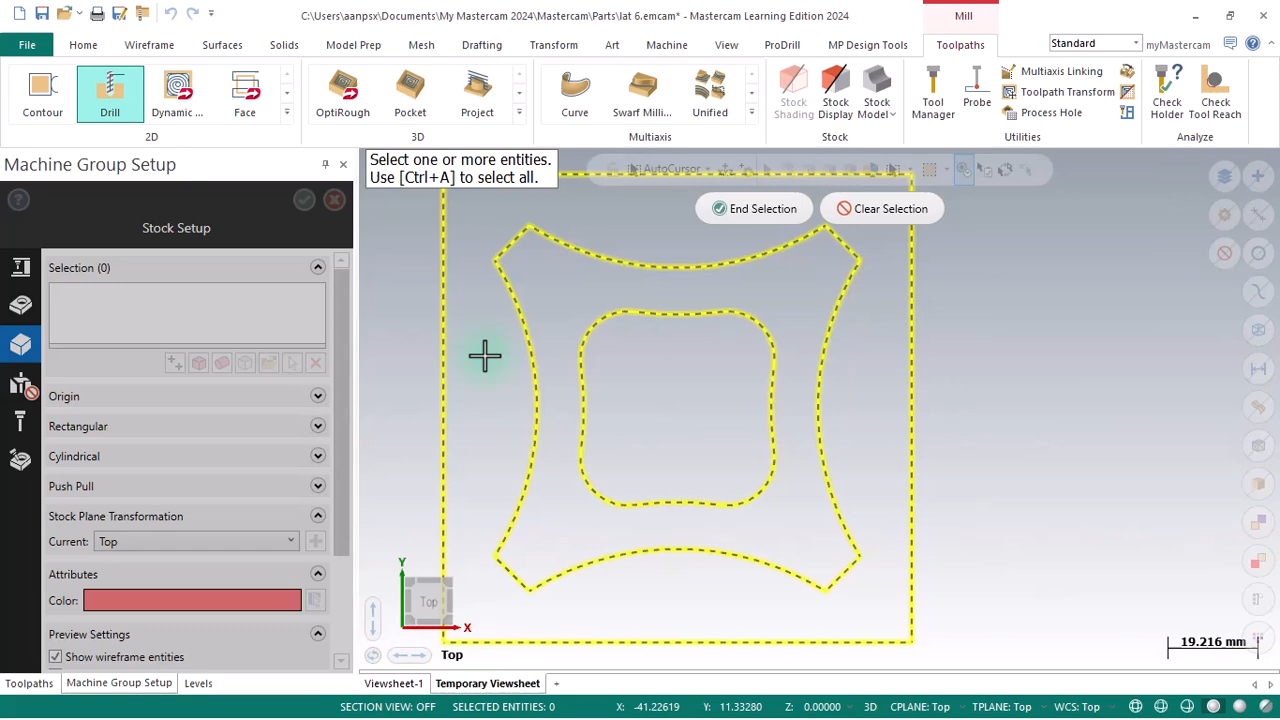 C:\Users\aanpsx\Documents\My Mastercam 2024\Mastercam\Parts\lat 6.emcam* - Mastercam Learning Edition 2024
Mill
File Home Wireframe Surfaces Solids Model Prep Mesh Drafting Transform Art Machine View ProDrill MP Design Tools Toolpaths Standard myMastercam
Contour Drill Dynamic ... Face OptiRough Pocket Project Curve Swarf Milli... Unified Stock Shading Stock Display Stock Model Tool Manager Probe Multiaxis Linking Toolpath Transform Process Hole Check Holder Check Tool Reach
2D 3D Multiaxis Stock Utilities Analyze
Machine Group Setup
Select one or more entities.
Use [Ctrl+A] to select all.
AutoCursor
End Selection
Clear Selection
Stock Setup
Selection (0)
Origin
Rectangular
Cylindrical
Push Pull
Stock Plane Transformation
Current: Top
Attributes
Color:
Preview Settings
Show wireframe entities
Y
Top
X
Top
19.216 mm
Toolpaths Machine Group Setup Levels
Viewsheet-1 Temporary Viewsheet +
SECTION VIEW: OFF SELECTED ENTITIES: 0 X: -41.22619 Y: 11.33280 Z: 0.00000 3D CPLANE: Top TPLANE: Top WCS: Top